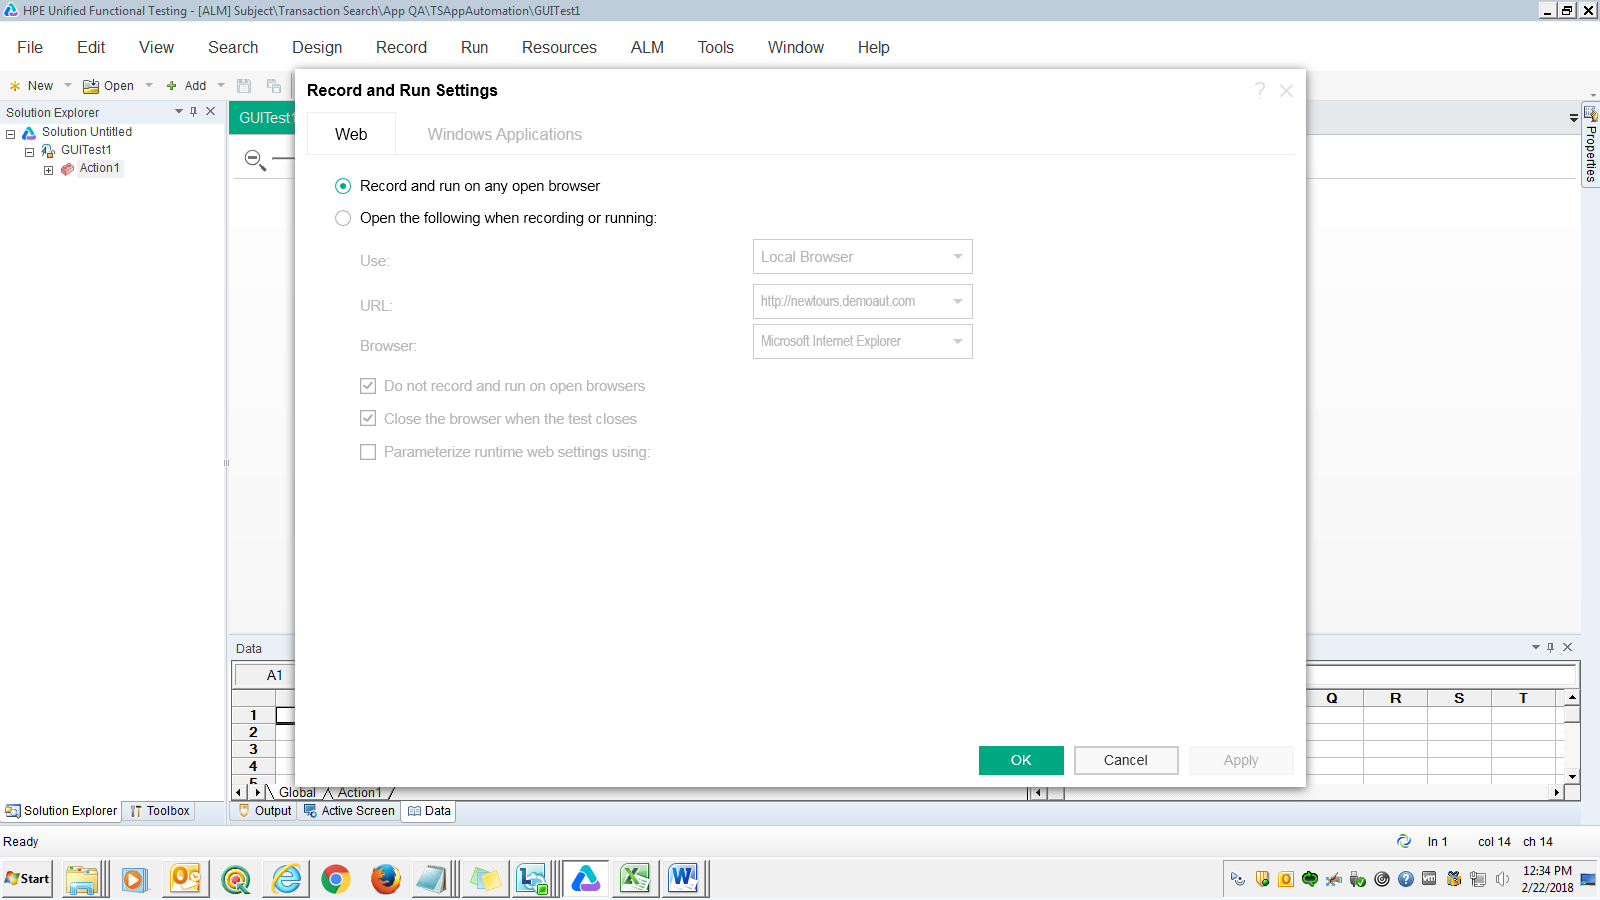 HPE Unified Functional Testing - [ALM] Subject\Transaction Search\App QA\TSAppAutomation\GUITest1
File Edit View Search Design Record Run Resources ALM Tools Window Help
New Open Add
Solution Explorer
Solution Untitled
GUITest1
Action1
GUITest1
Record and Run Settings
?
Web Windows Applications
Record and run on any open browser
Open the following when recording or running:
Use: Local Browser
URL: http://newtours.demoaut.com
Browser: Microsoft Internet Explorer
Do not record and run on open browsers
Close the browser when the test closes
Parameterize runtime web settings using:
OK Cancel Apply
Properties
Data
A1
Q R S T
1
2
3
4
5
Global Action1
Solution Explorer Toolbox Output Active Screen Data
Ready ln 1 col 14 ch 14
Start
12:34 PM
2/22/2018